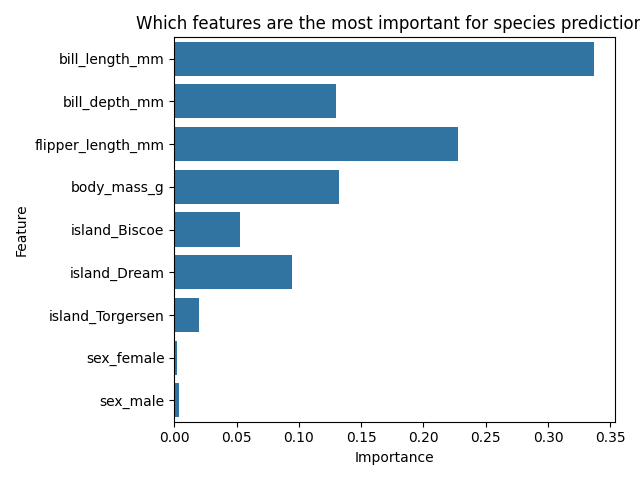 Which features are the most important for species prediction
bill_length_mm
bill_depth_mm
flipper_length_mm
body_mass_g
island_Biscoe
island_Dream
island_Torgersen
sex_female
sex_male
Feature
0.00 0.05 0.10 0.15 0.20 0.25 0.30 0.35
Importance